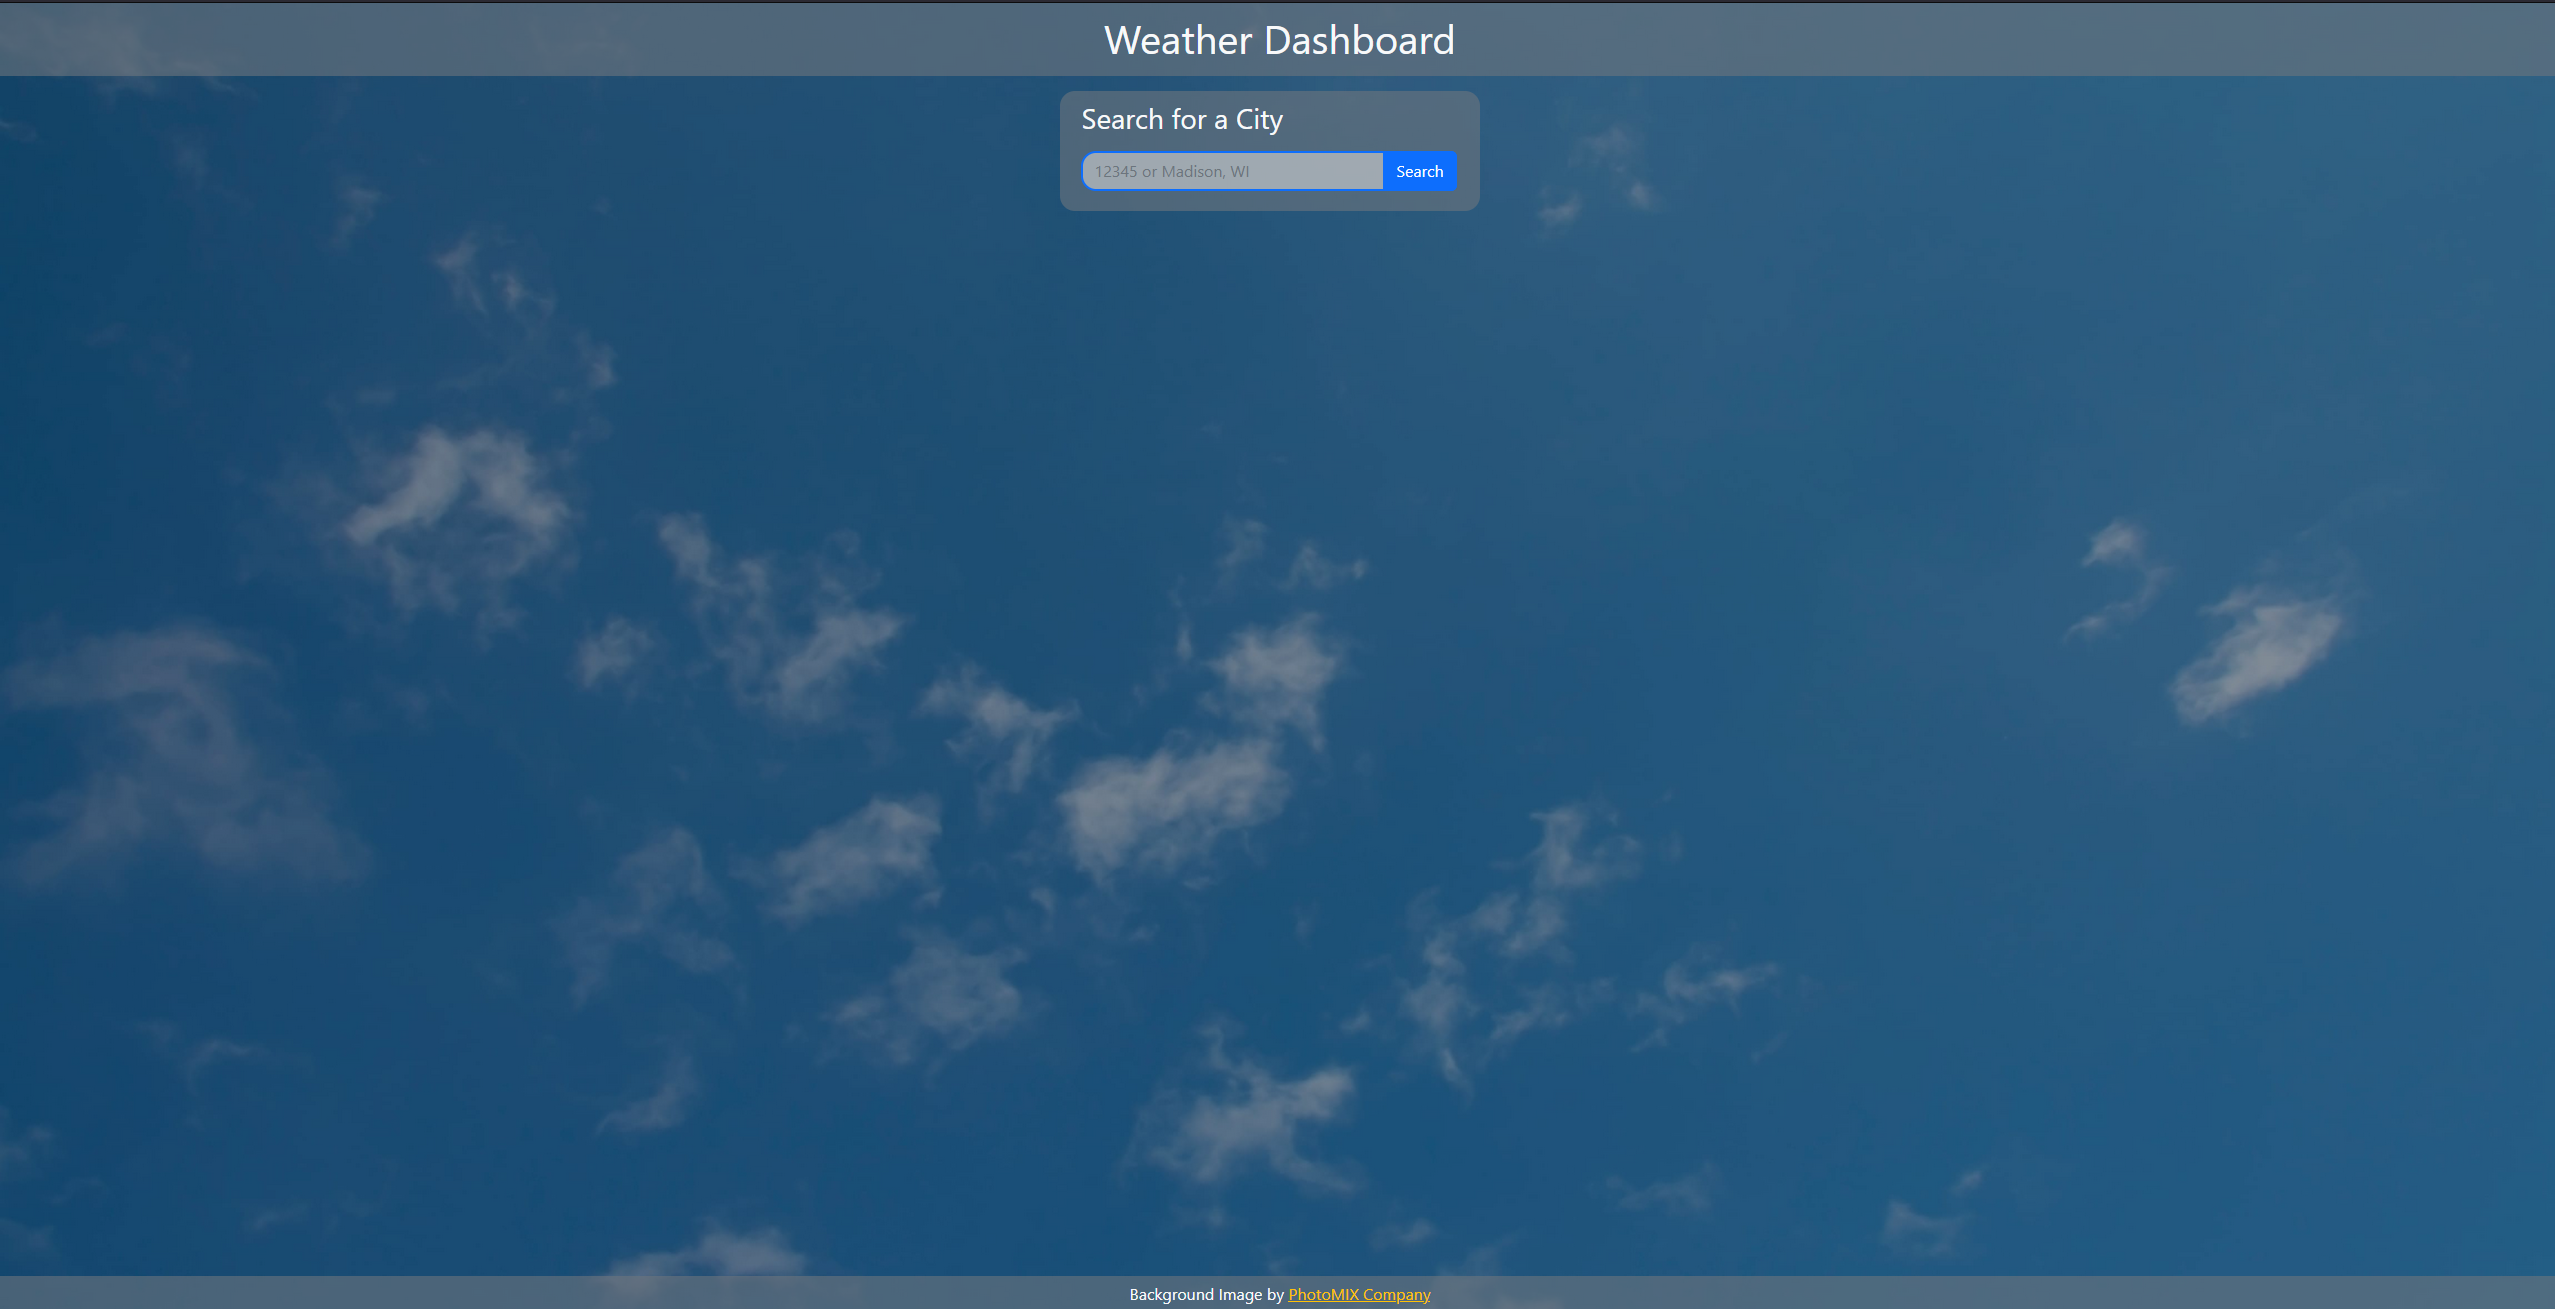 Weather Dashboard
Search for a City
12345 or Madison, WI Search
Background Image by PhotoMIX Company